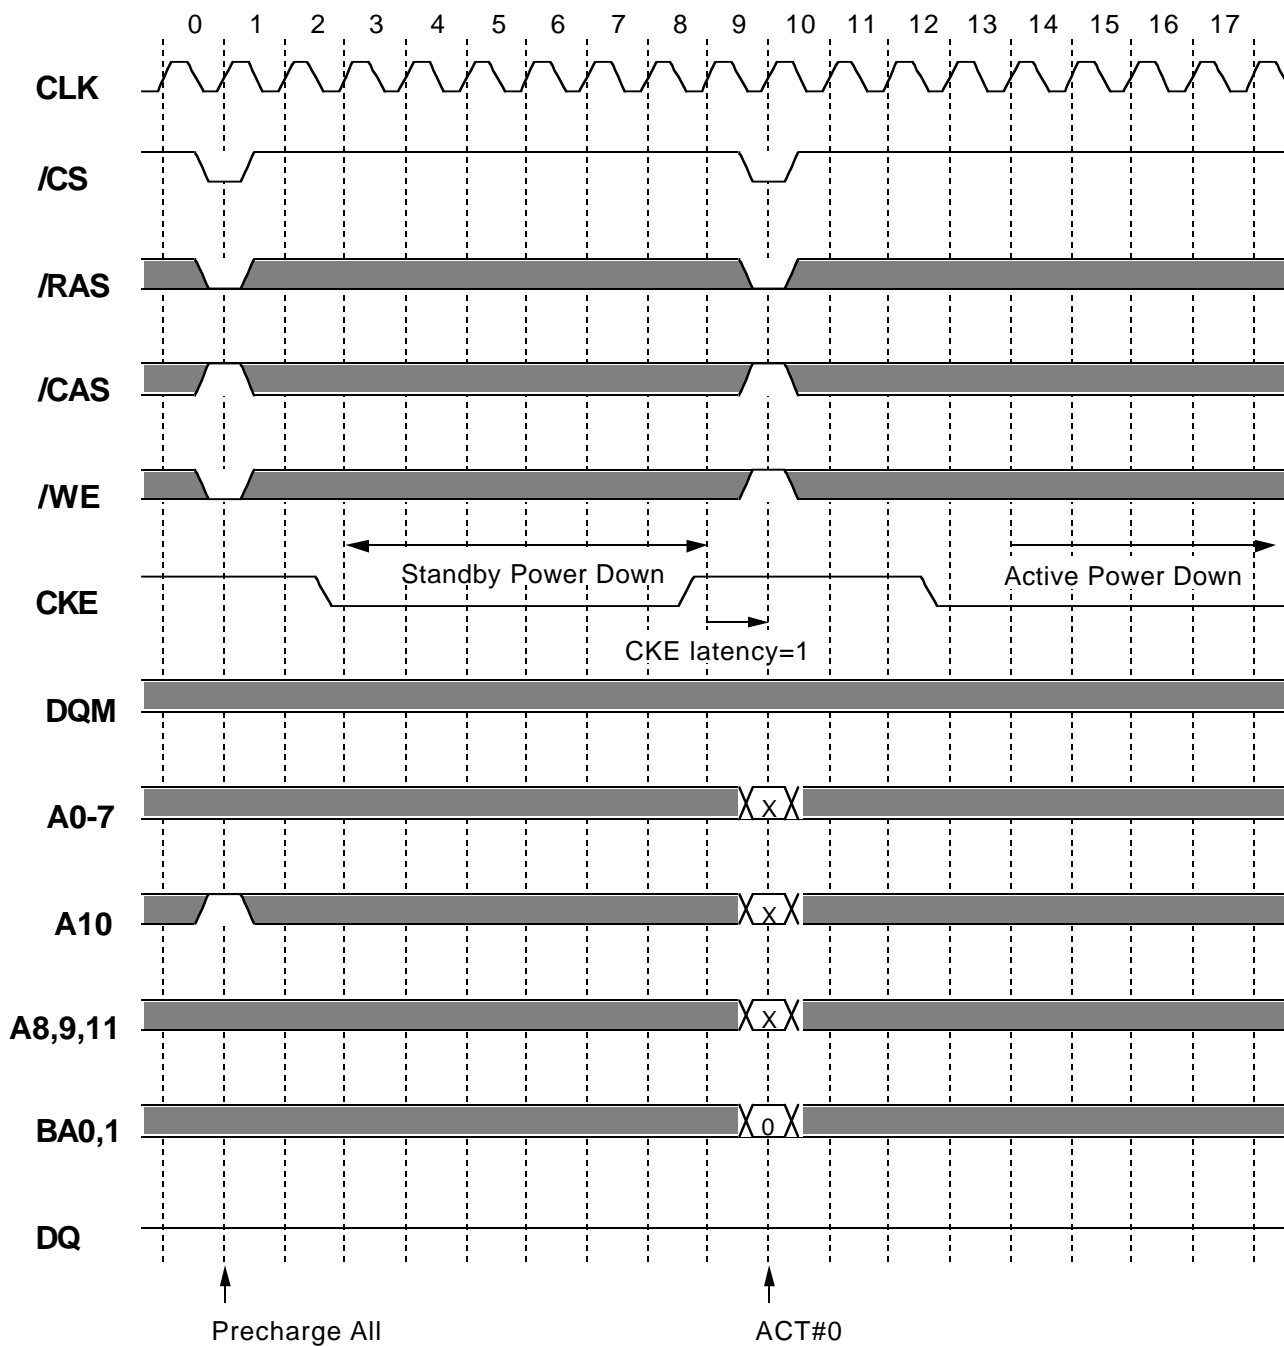 0 1 2 3 4 5 6 7 8 9 10 11 12 13 14 15 16 17
CLK
/CS
/RAS
/CAS
/WE
Standby Power Down
Active Power Down
CKE
CKE latency=1
DQM
A0-7
X
A10
X
A8,9,11
X
BA0,1
0
DQ
Precharge All
ACT#0